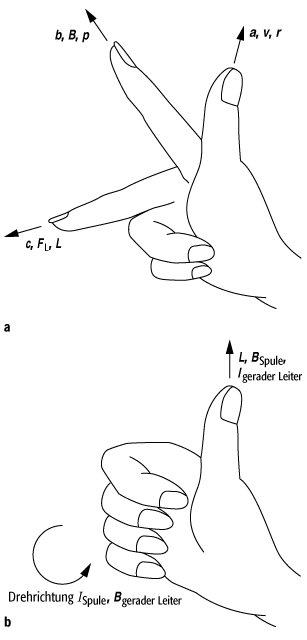 b, B, p
a, v, r
c, F_L, L
a
L, B_Spule,
I_gerader Leiter
Drehrichtung I_Spule, B_gerader Leiter
b